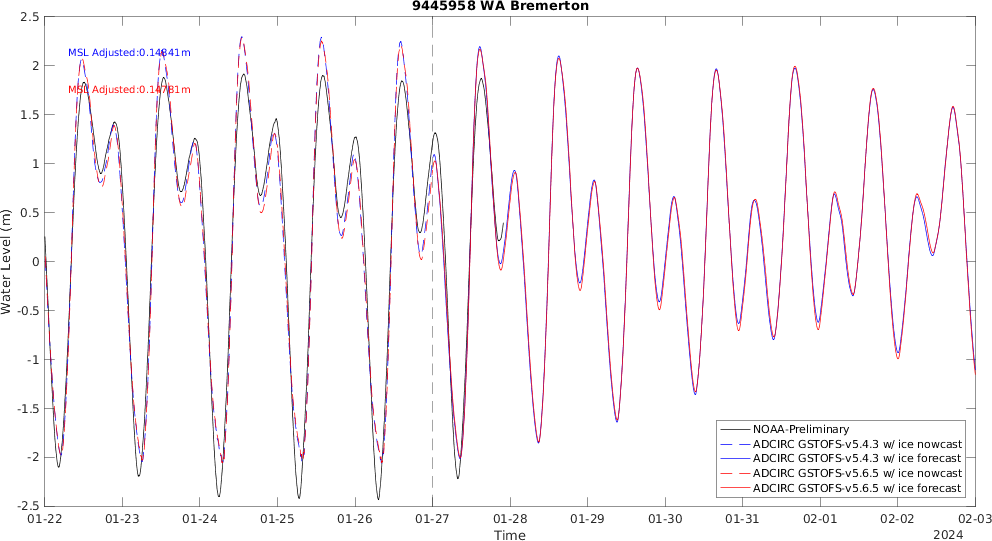 9445958 WA Bremerton
MSL Adjusted:0.14841m
MSL Adjusted:0.14781m
Water Level (m)
2.5
2
1.5
1
0.5
0
-0.5
-1
-1.5
-2
-2.5
NOAA-Preliminary
ADCIRC GSTOFS-v5.4.3 w/ ice nowcast
ADCIRC GSTOFS-v5.4.3 w/ ice forecast
ADCIRC GSTOFS-v5.6.5 w/ ice nowcast
ADCIRC GSTOFS-v5.6.5 w/ ice forecast
01-22 01-23 01-24 01-25 01-26 01-27 01-28 01-29 01-30 01-31 02-01 02-02 02-03
Time
2024